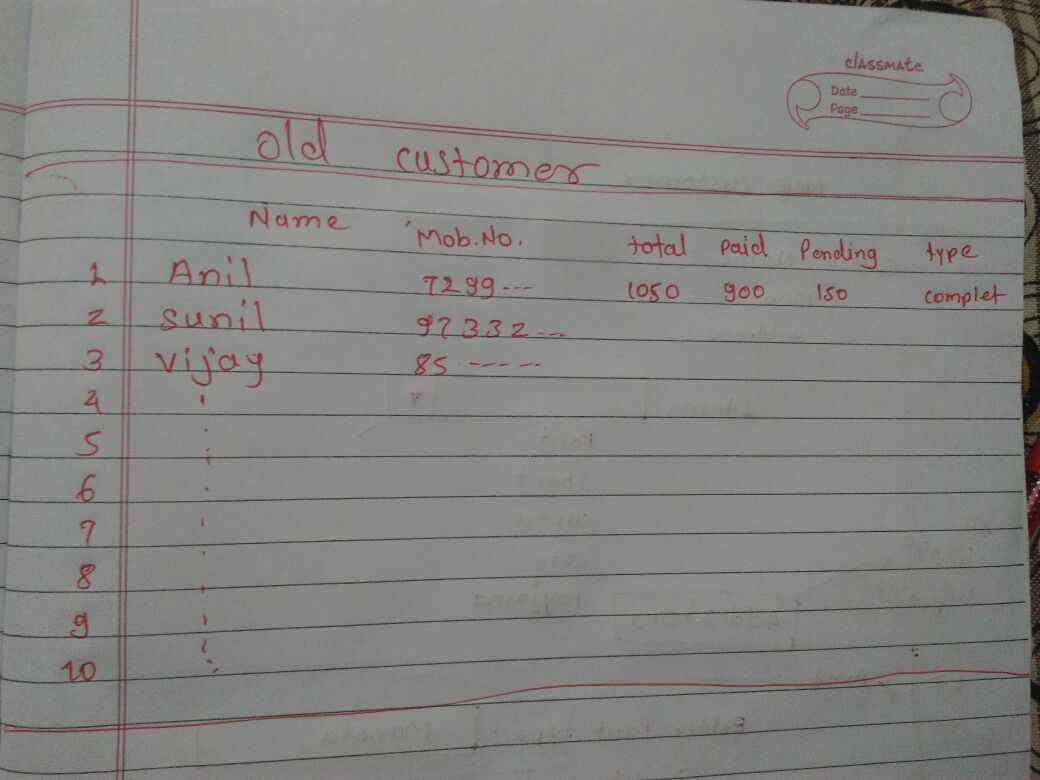 classmate
Date
Page
old customer
Name Mob.No. total Paid Pending type
1 Anil 7299--- 1050 900 150 complet
2 sunil 97332---
3 vijay 85-----
4
5
6
7
8
9
10